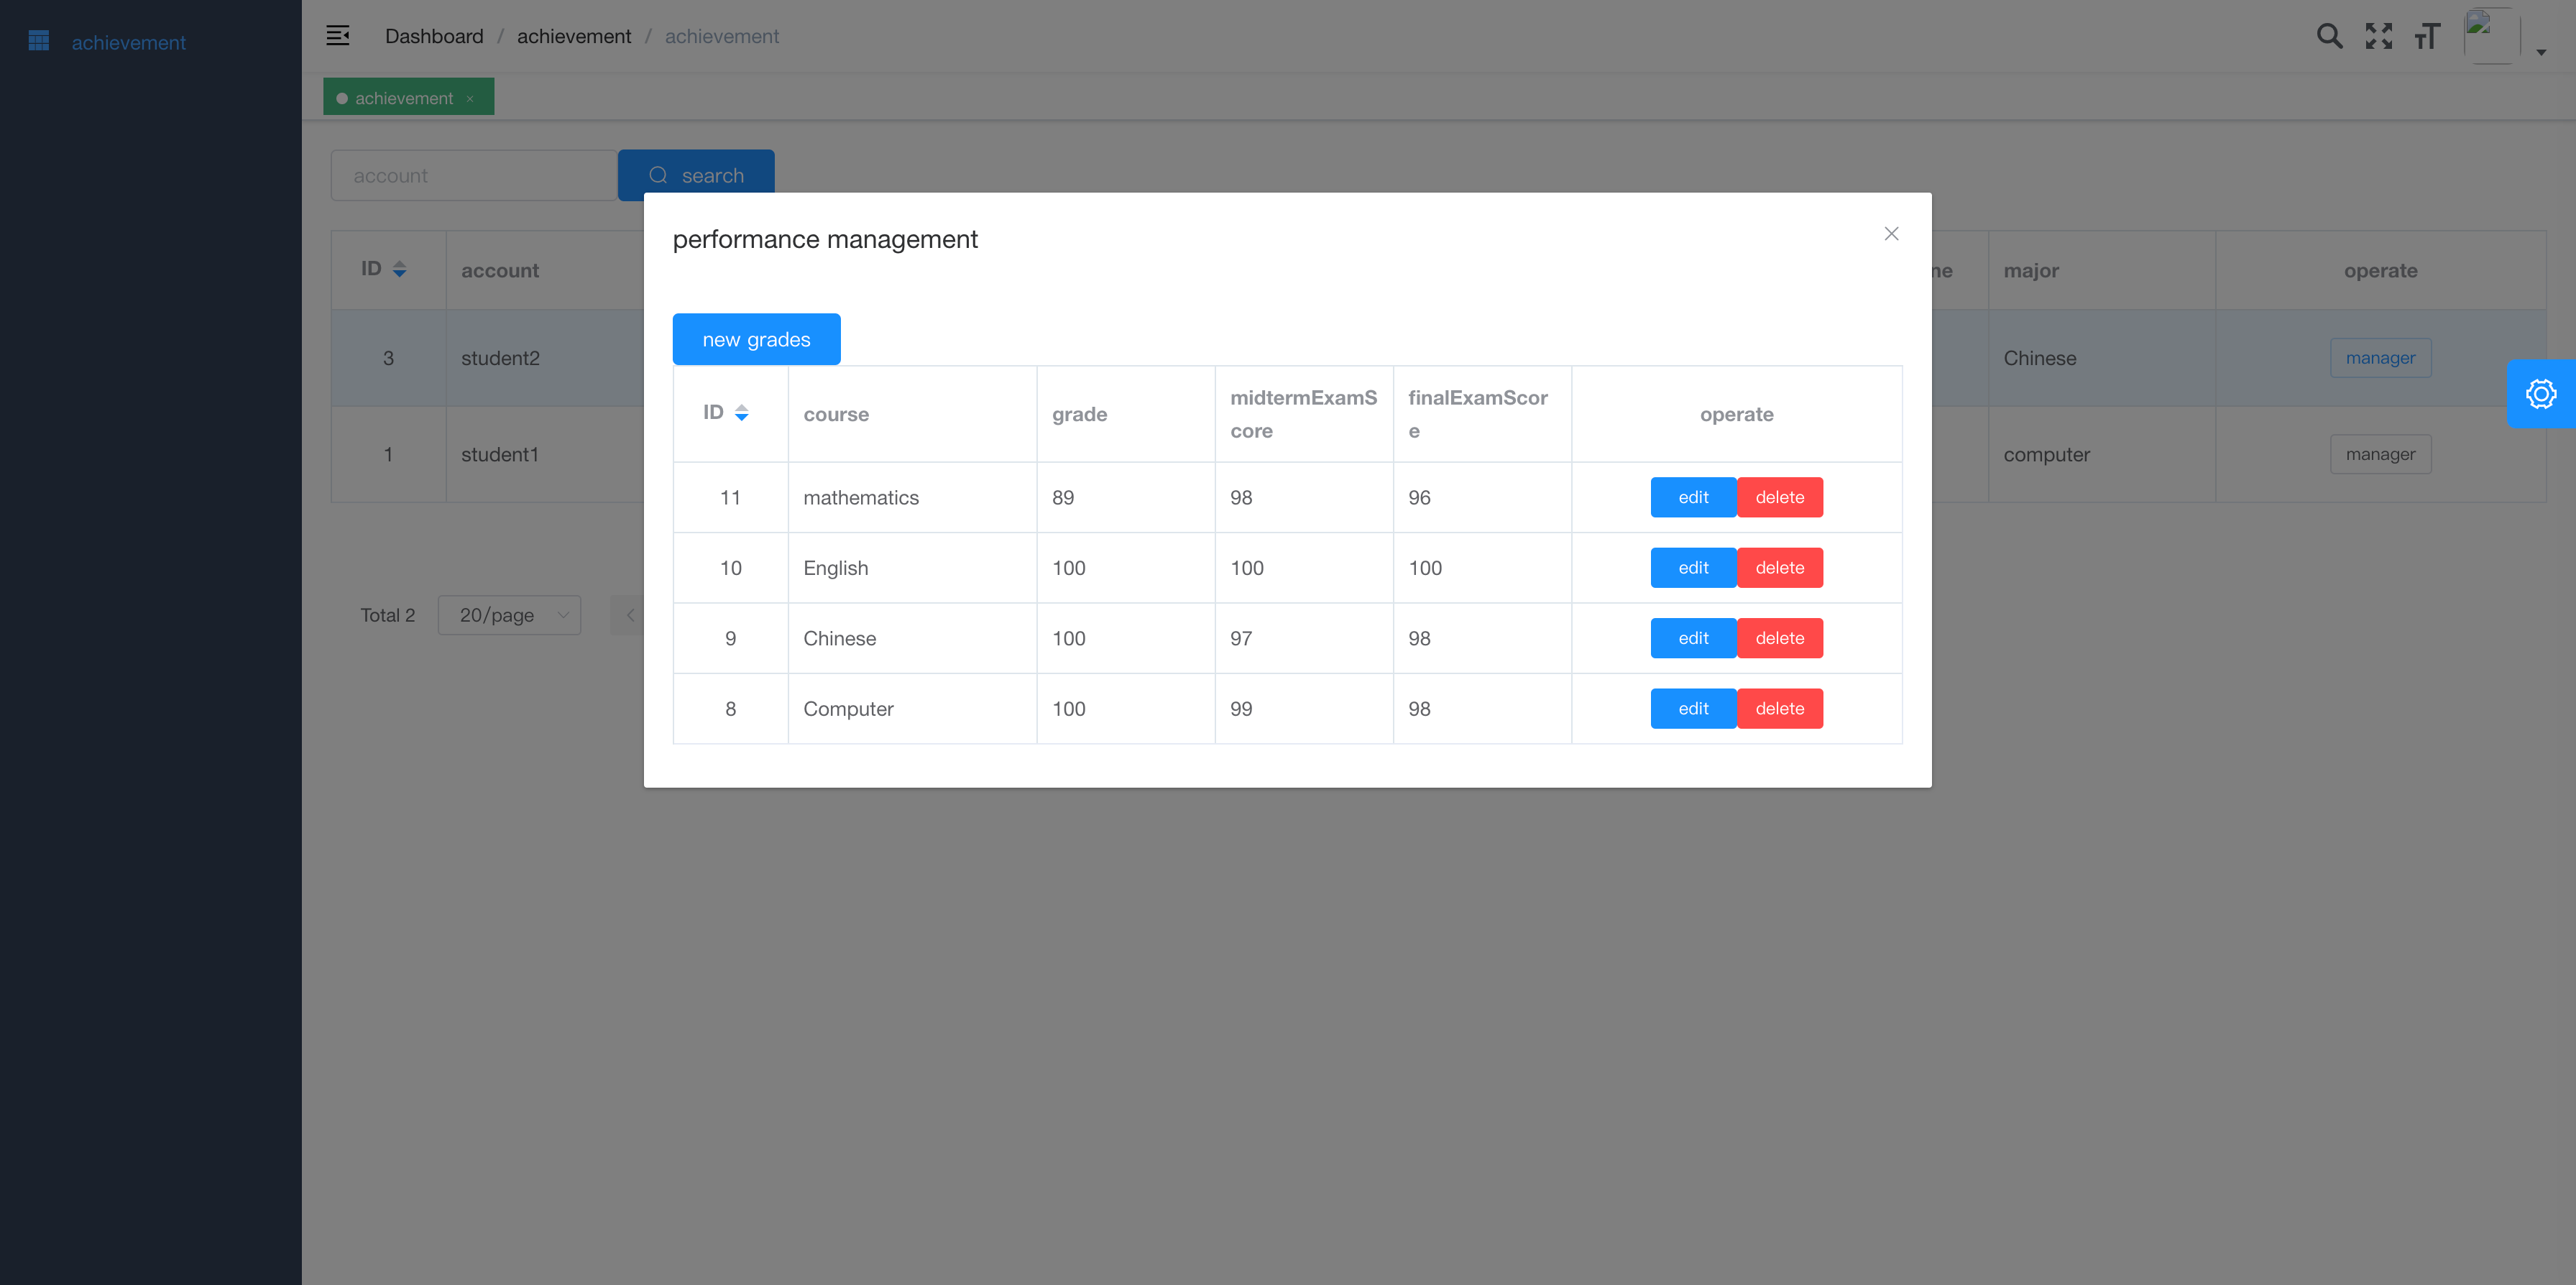 achievement
Dashboard / achievement / achievement
achievement ×
account
search
ID
account
ne
major
operate
3
student2
Chinese
manager
1
student1
computer
manager
Total 2
20/page
performance management
new grades
ID
course
grade
midtermExamS
core
finalExamScor
e
operate
11
mathematics
89
98
96
edit
delete
10
English
100
100
100
edit
delete
9
Chinese
100
97
98
edit
delete
8
Computer
100
99
98
edit
delete